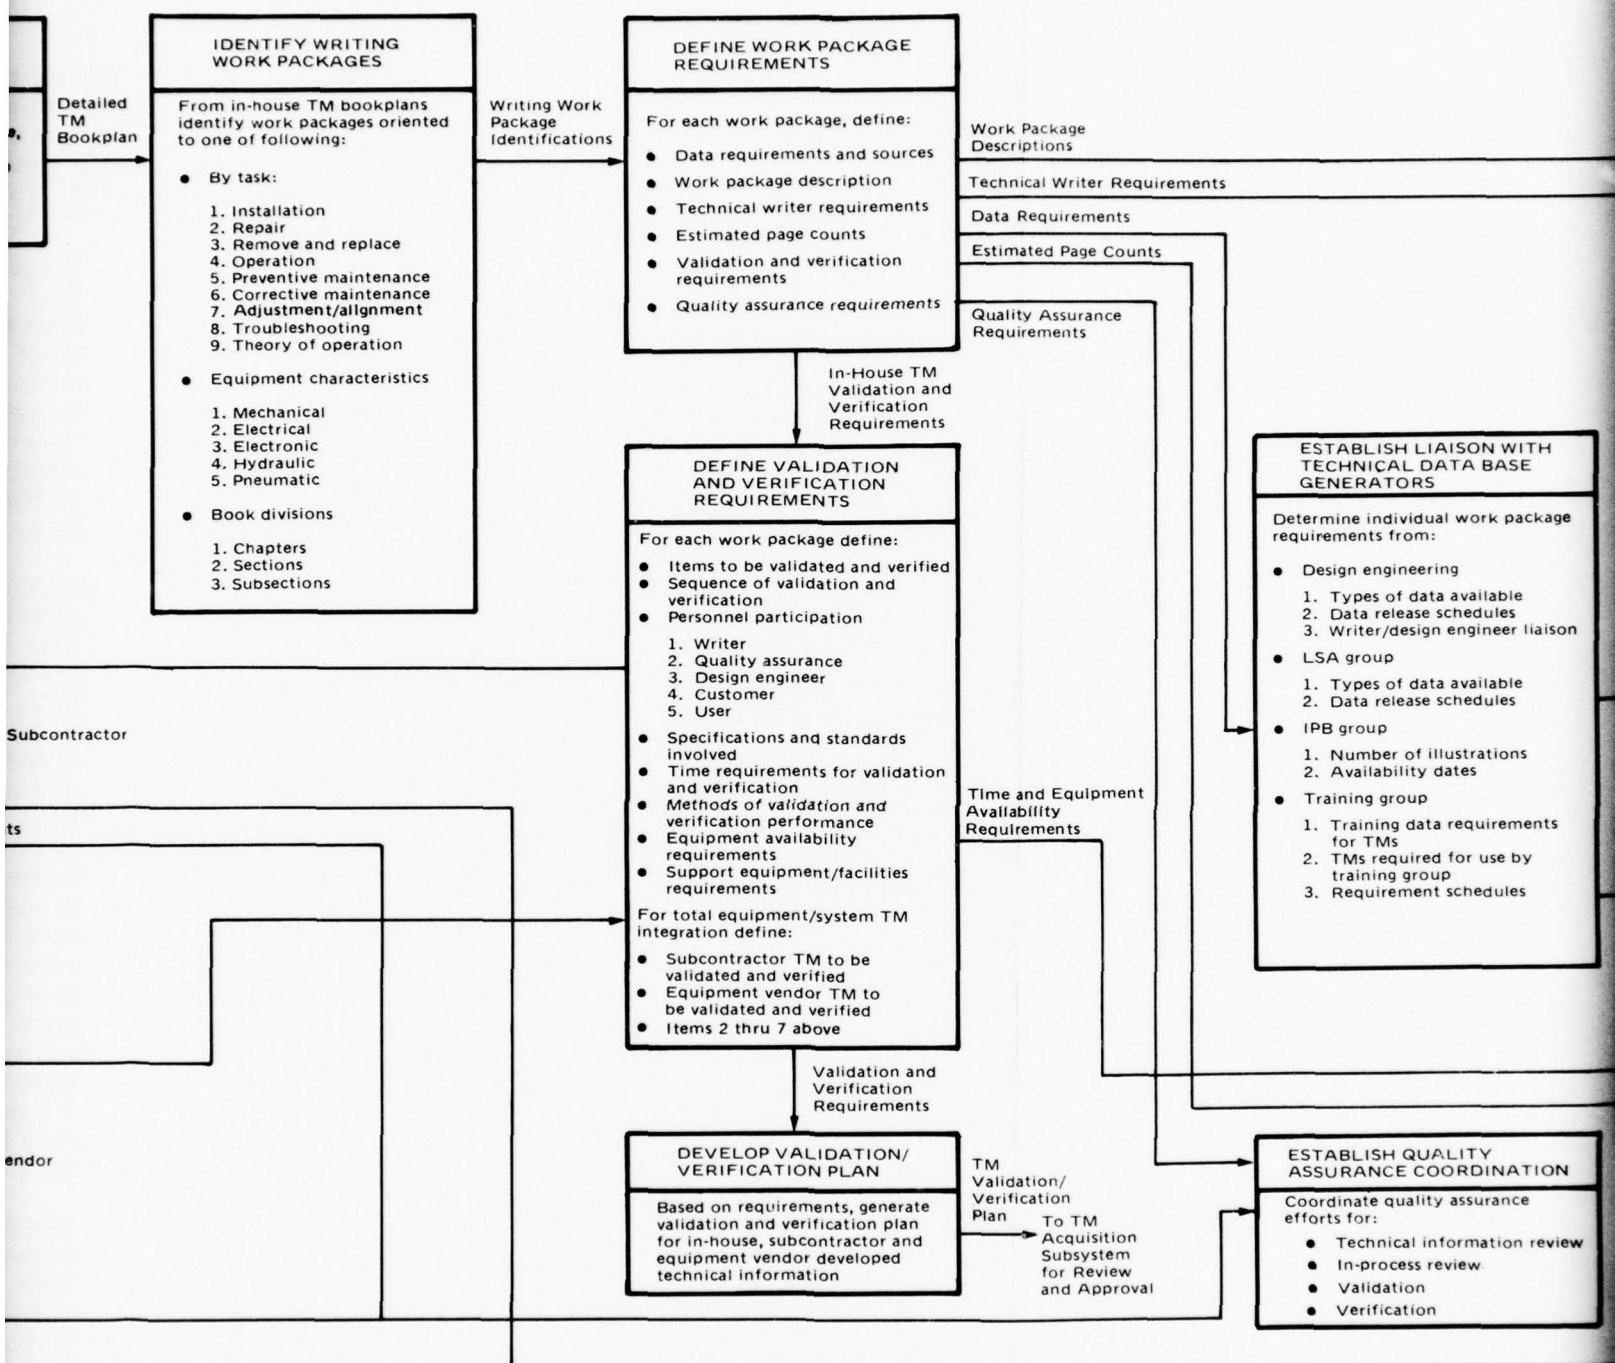 Detailed
TM
Bookplan
IDENTIFY WRITING
WORK PACKAGES
From in-house TM bookplans
identify work packages oriented
to one of following:
● By task:
1. Installation
2. Repair
3. Remove and replace
4. Operation
5. Preventive maintenance
6. Corrective maintenance
7. Adjustment/alignment
8. Troubleshooting
9. Theory of operation
● Equipment characteristics
1. Mechanical
2. Electrical
3. Electronic
4. Hydraulic
5. Pneumatic
● Book divisions
1. Chapters
2. Sections
3. Subsections
Writing Work
Package
Identifications
DEFINE WORK PACKAGE
REQUIREMENTS
For each work package, define:
● Data requirements and sources
● Work package description
● Technical writer requirements
● Estimated page counts
● Validation and verification
requirements
● Quality assurance requirements
Work Package
Descriptions
Technical Writer Requirements
Data Requirements
Estimated Page Counts
Quality Assurance
Requirements
In-House TM
Validation and
Verification
Requirements
DEFINE VALIDATION
AND VERIFICATION
REQUIREMENTS
For each work package define:
● Items to be validated and verified
● Sequence of validation and
verification
● Personnel participation
1. Writer
2. Quality assurance
3. Design engineer
4. Customer
5. User
● Specifications and standards
involved
● Time requirements for validation
and verification
● Methods of validation and
verification performance
● Equipment availability
requirements
● Support equipment/facilities
requirements
For total equipment/system TM
integration define:
● Subcontractor TM to be
validated and verified
● Equipment vendor TM to
be validated and verified
● Items 2 thru 7 above
Time and Equipment
Availability
Requirements
Validation and
Verification
Requirements
DEVELOP VALIDATION/
VERIFICATION PLAN
Based on requirements, generate
validation and verification plan
for in-house, subcontractor and
equipment vendor developed
technical information
TM
Validation/
Verification
Plan
To TM
Acquisition
Subsystem
for Review
and Approval
ESTABLISH LIAISON WITH
TECHNICAL DATA BASE
GENERATORS
Determine individual work package
requirements from:
● Design engineering
1. Types of data available
2. Data release schedules
3. Writer/design engineer liaison
● LSA group
1. Types of data available
2. Data release schedules
● IPB group
1. Number of illustrations
2. Availability dates
● Training group
1. Training data requirements
for TMs
2. TMs required for use by
training group
3. Requirement schedules
ESTABLISH QUALITY
ASSURANCE COORDINATION
Coordinate quality assurance
efforts for:
● Technical information review
● In-process review
● Validation
● Verification
Subcontractor
ts
endor